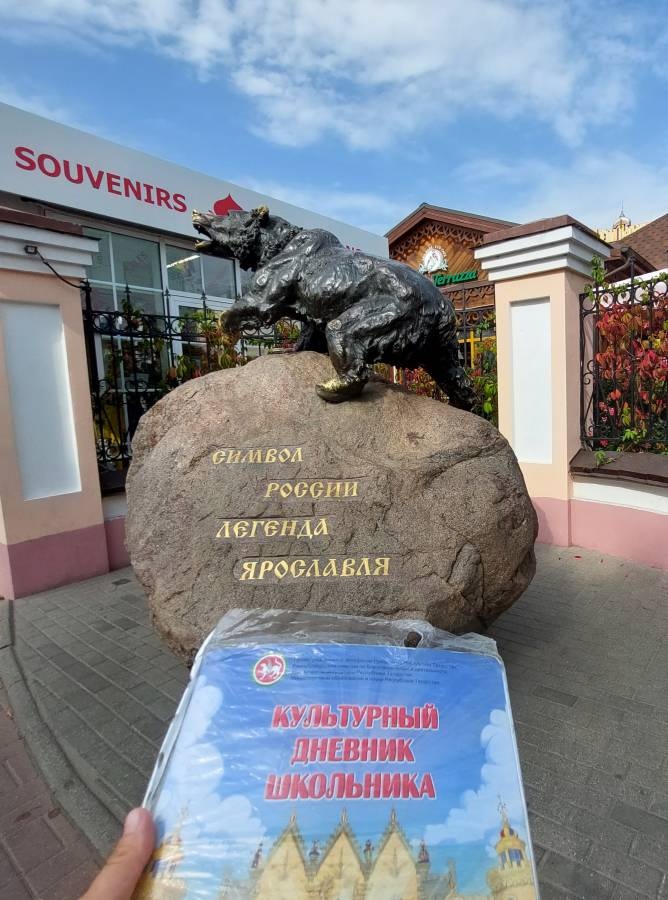 SOUVENIRS
Terrazza
СИМВОЛ
РОССИИ
ЛЕГЕНДА
ЯРОСЛАВЛЯ
КУЛЬТУРНЫЙ
ДНЕВНИК
ШКОЛЬНИКА